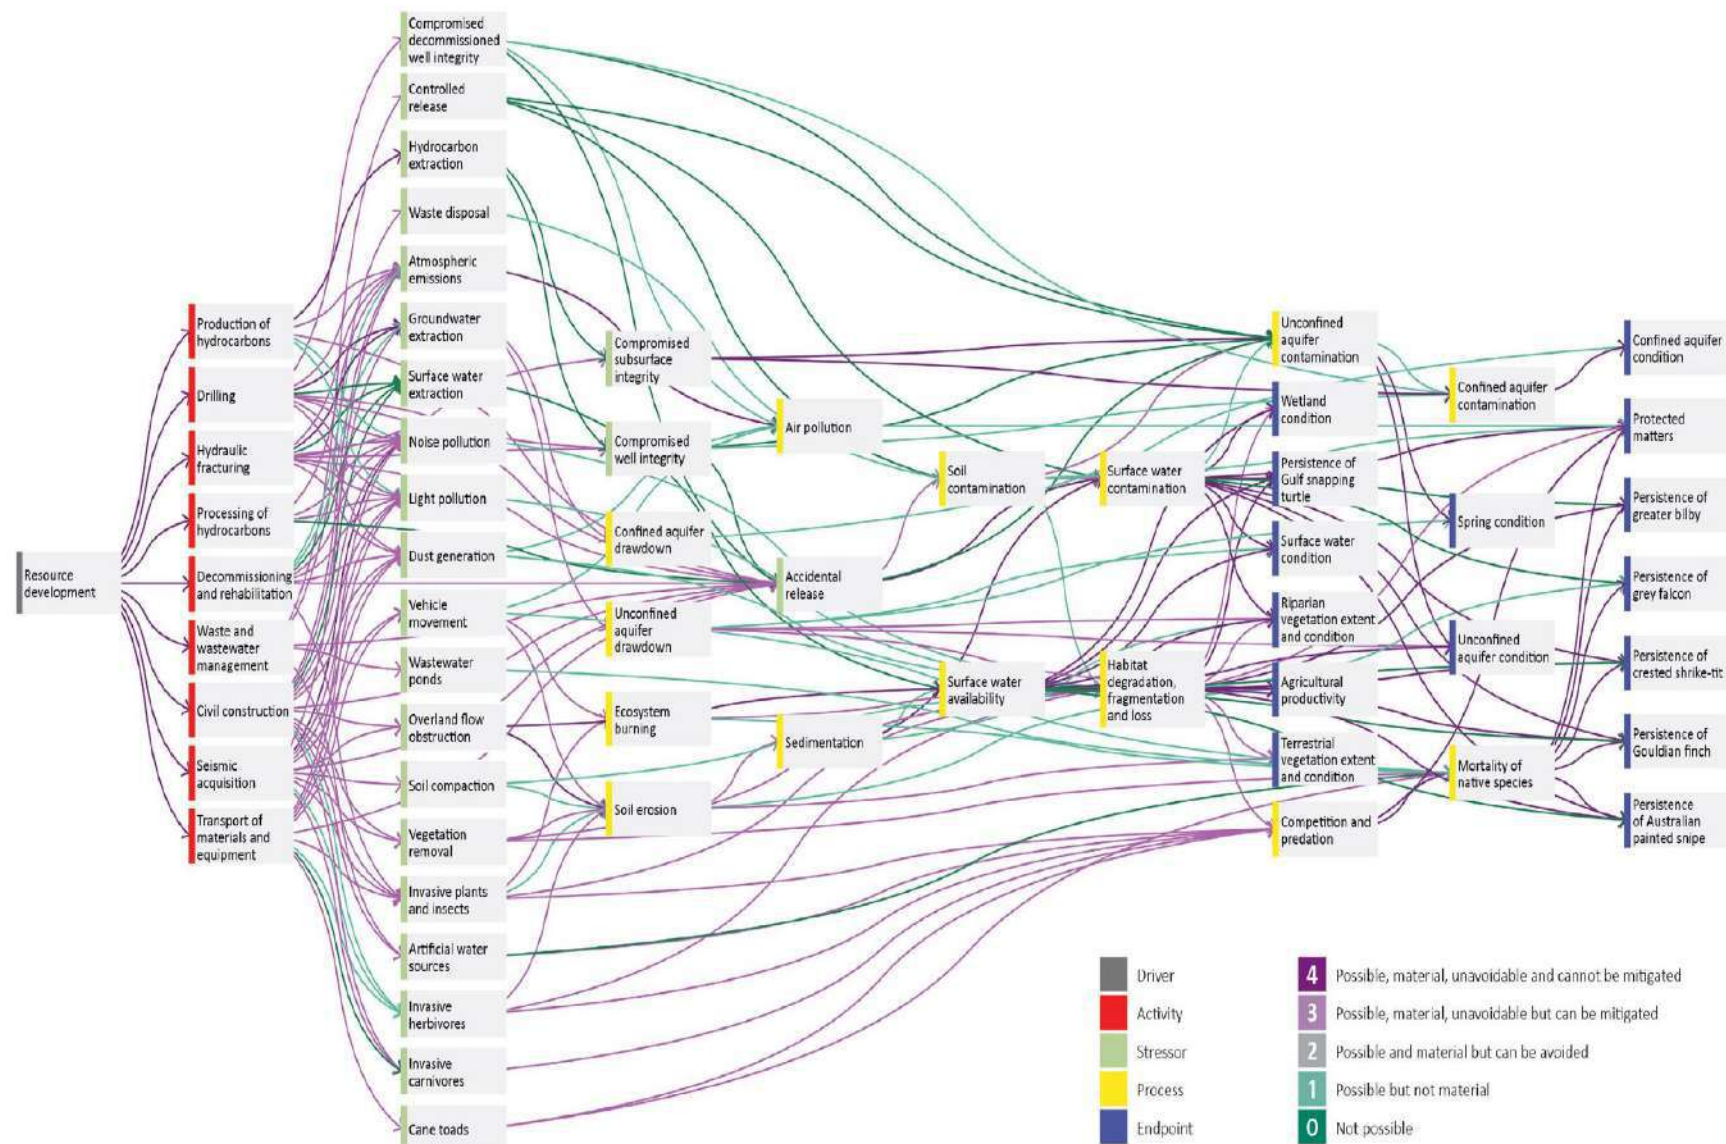 Resource
development
Production of
hydrocarbons
Drilling
Hydraulic
fracturing
Processing of
hydrocarbons
Decommissioning
and rehabilitation
Waste and
wastewater
management
Civil construction
Seismic
acquisition
Transport of
materials and
equipment
Compromised
decommissioned
well integrity
Controlled
release
Hydrocarbon
extraction
Waste disposal
Atmospheric
emissions
Groundwater
extraction
Surface water
extraction
Noise pollution
Light pollution
Dust generation
Vehicle
movement
Wastewater
ponds
Overland flow
obstruction
Soil compaction
Vegetation
removal
Invasive plants
and insects
Artificial water
sources
Invasive
herbivores
Invasive
carnivores
Cane toads
Compromised
subsurface
integrity
Compromised
well integrity
Confined aquifer
drawdown
Unconfined
aquifer
drawdown
Ecosystem
burning
Soil erosion
Air pollution
Accidental
release
Sedimentation
Soil
contamination
Surface water
availability
Surface water
contamination
Habitat
degradation,
fragmentation
and loss
Unconfined
aquifer
contamination
Wetland
condition
Persistence of
Gulf snapping
turtle
Surface water
condition
Riparian
vegetation extent
and condition
Agricultural
productivity
Terrestrial
vegetation extent
and condition
Competition and
predation
Confined aquifer
contamination
Spring condition
Unconfined
aquifer condition
Mortality of
native species
Confined aquifer
condition
Protected
matters
Persistence of
greater bilby
Persistence of
grey falcon
Persistence of
crested shrike-tit
Persistence of
Gouldian finch
Persistence
of Australian
painted snipe
Driver
Activity
Stressor
Process
Endpoint
4 Possible, material, unavoidable and cannot be mitigated
3 Possible, material, unavoidable but can be mitigated
2 Possible and material but can be avoided
1 Possible but not material
0 Not possible